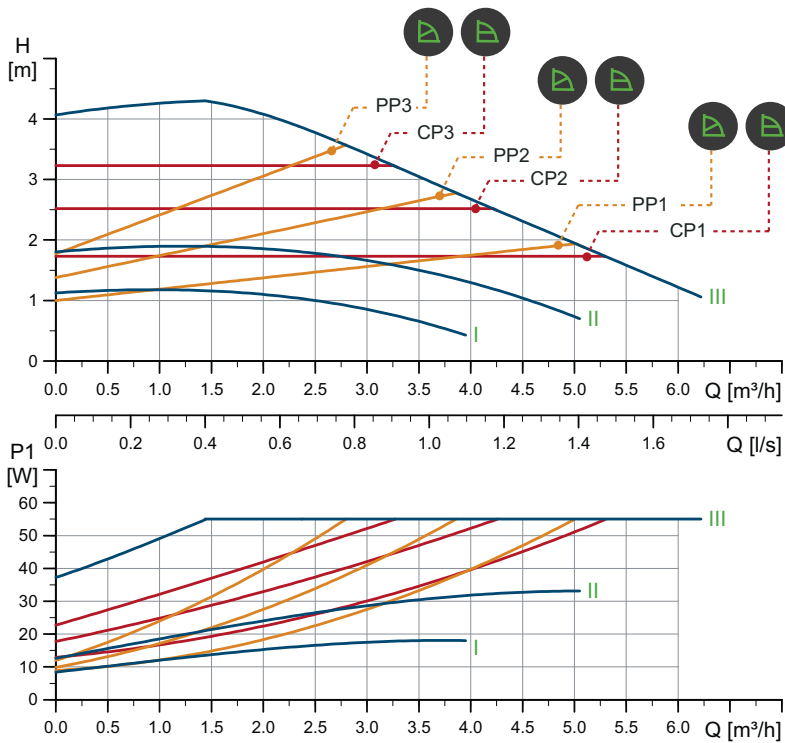 H
[m]
PP3
CP3
PP2
CP2
PP1
CP1
4
3
2
1
0
III
II
I
0.0 0.5 1.0 1.5 2.0 2.5 3.0 3.5 4.0 4.5 5.0 5.5 6.0 Q [m³/h]
0.0 0.2 0.4 0.6 0.8 1.0 1.2 1.4 1.6 Q [l/s]
P1
[W]
60
50
40
30
20
10
0
III
II
I
0.0 0.5 1.0 1.5 2.0 2.5 3.0 3.5 4.0 4.5 5.0 5.5 6.0 Q [m³/h]